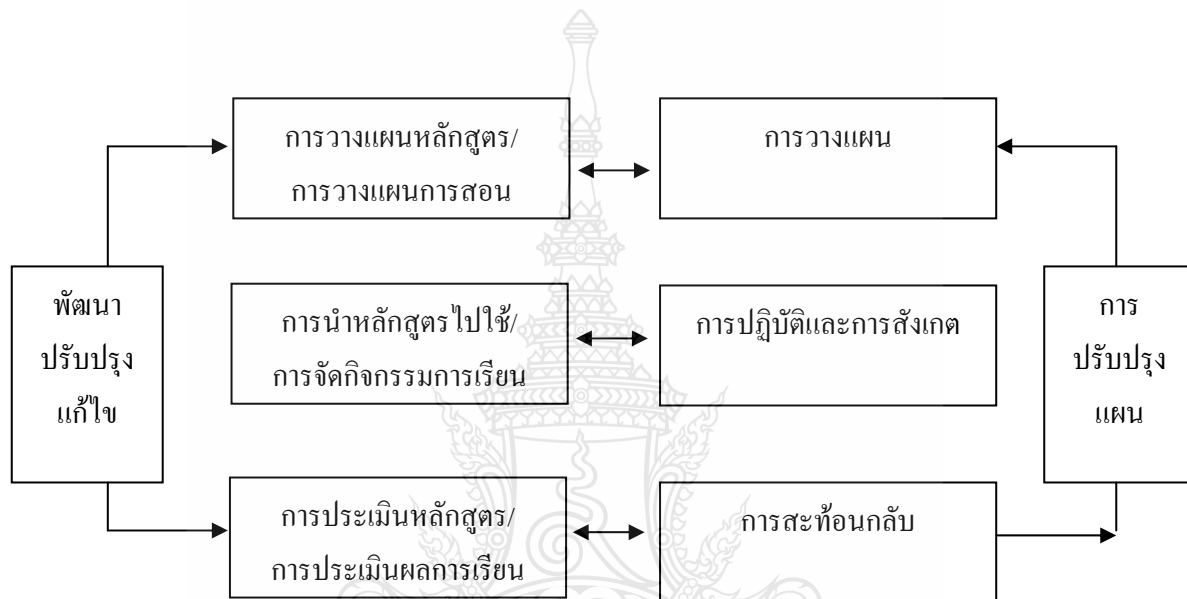 การวางแผนหลักสูตร/
การวางแผนการสอน
การวางแผน
พัฒนา
ปรับปรุง
แก้ไข
การนำหลักสูตรไปใช้/
การจัดกิจกรรมการเรียน
การปฏิบัติและการสังเกต
การ
ปรับปรุง
แผน
การประเมินหลักสูตร/
การประเมินผลการเรียน
การสะท้อนกลับ